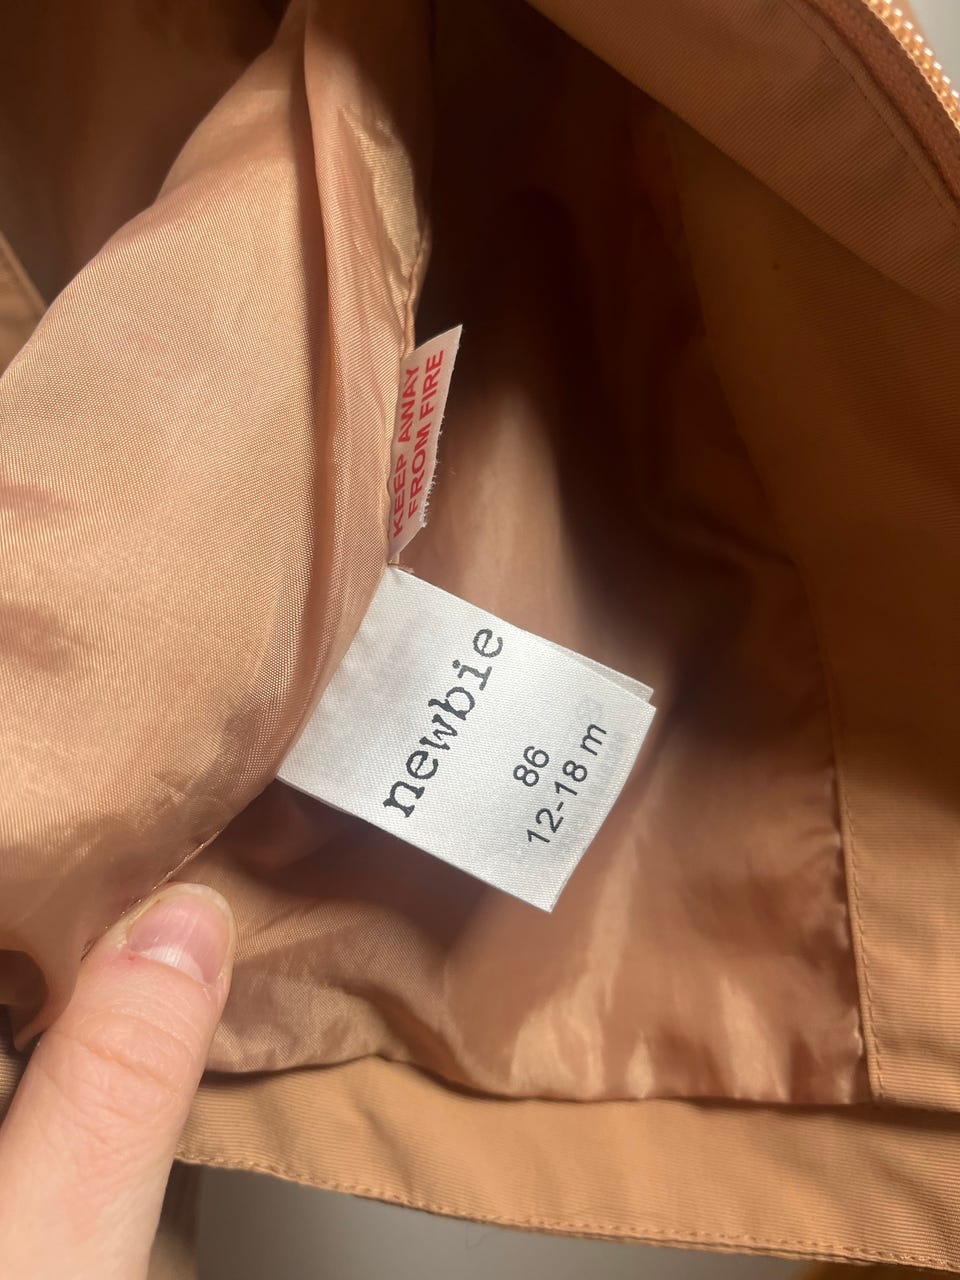 KEEP AWAY
FROM FIRE
newbie
86
12-18 m